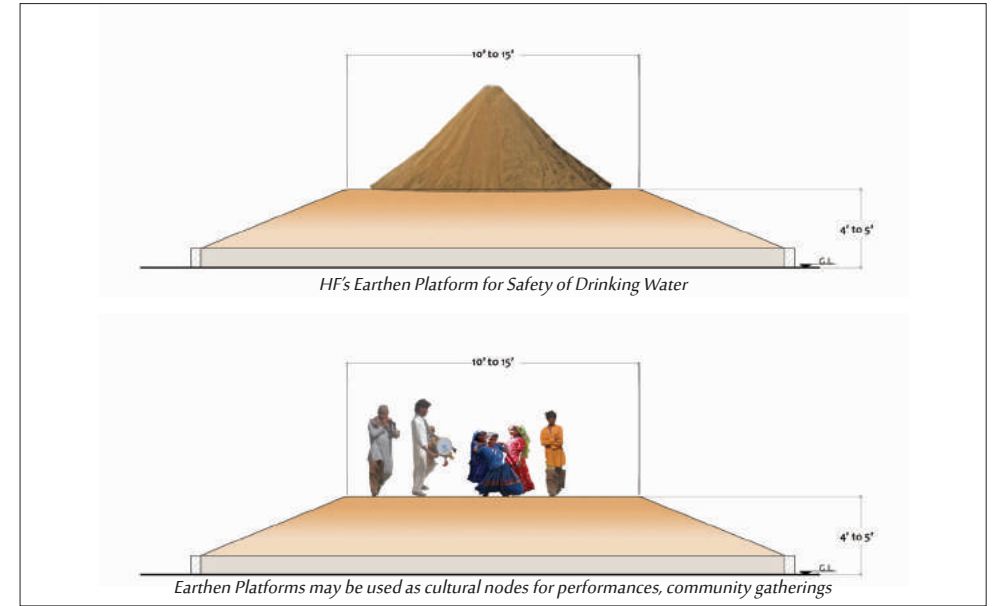 10' to 15'
4' to 5'
G.L.
HF's Earthen Platform for Safety of Drinking Water
10' to 15'
4' to 5'
G.L.
Earthen Platforms may be used as cultural nodes for performances, community gatherings